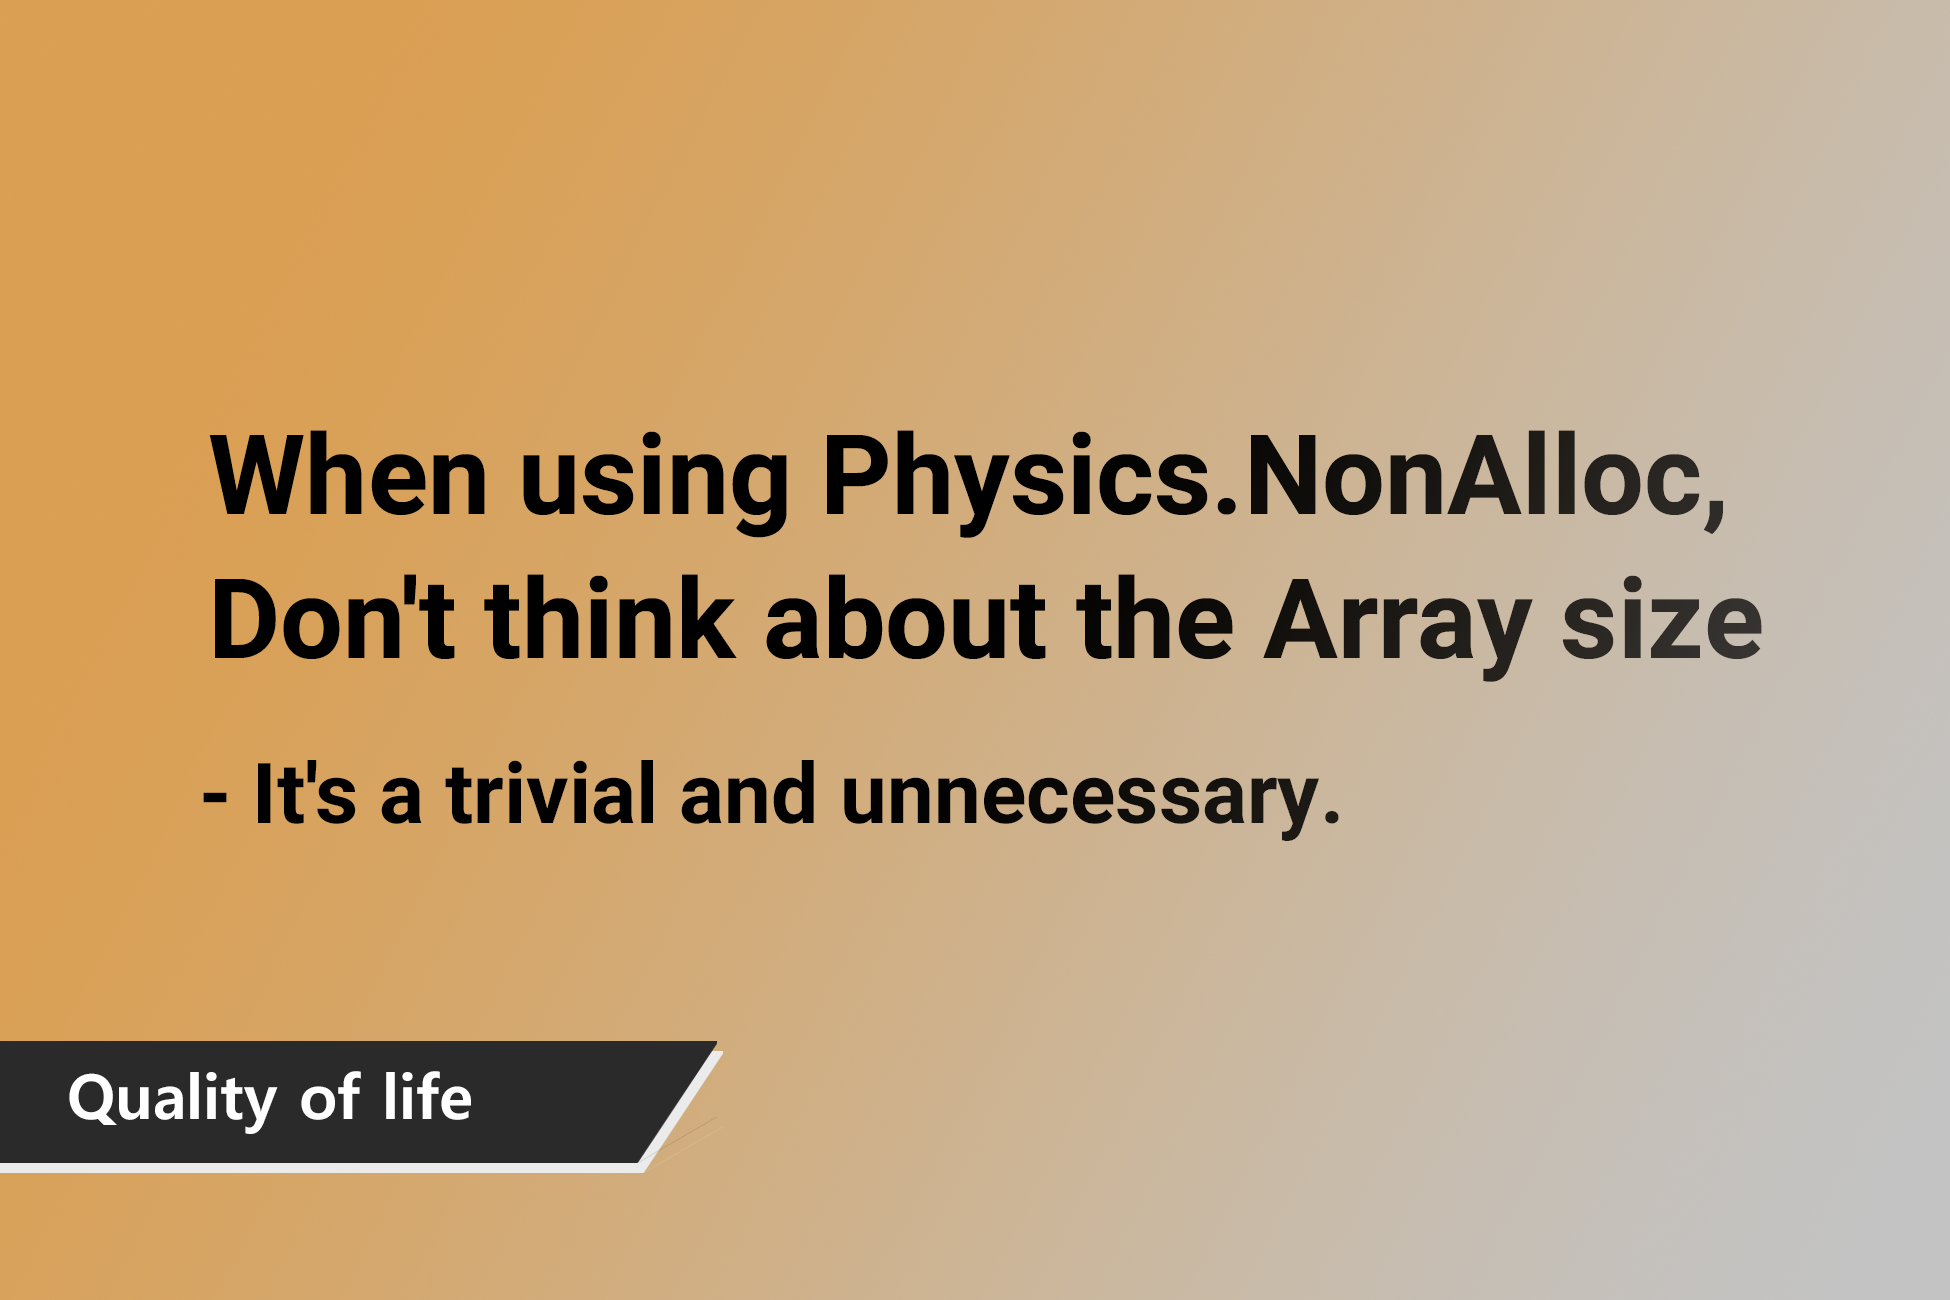 When using Physics.NonAlloc,
Don't think about the Array size
- It's a trivial and unnecessary.
Quality of life